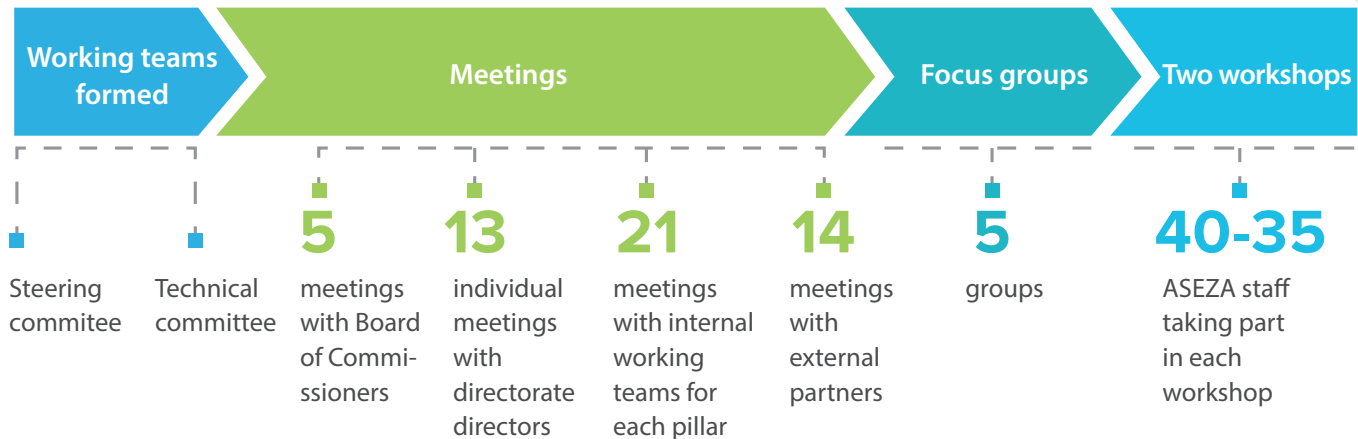 Working teams
formed
Meetings
Focus groups
Two workshops
Steering
commitee
Technical
committee
5
meetings
with Board
of Commi-
ssioners
13
individual
meetings
with
directorate
directors
21
meetings
with internal
working
teams for
each pillar
14
meetings
with
external
partners
5
groups
40-35
ASEZA staff
taking part
in each
workshop